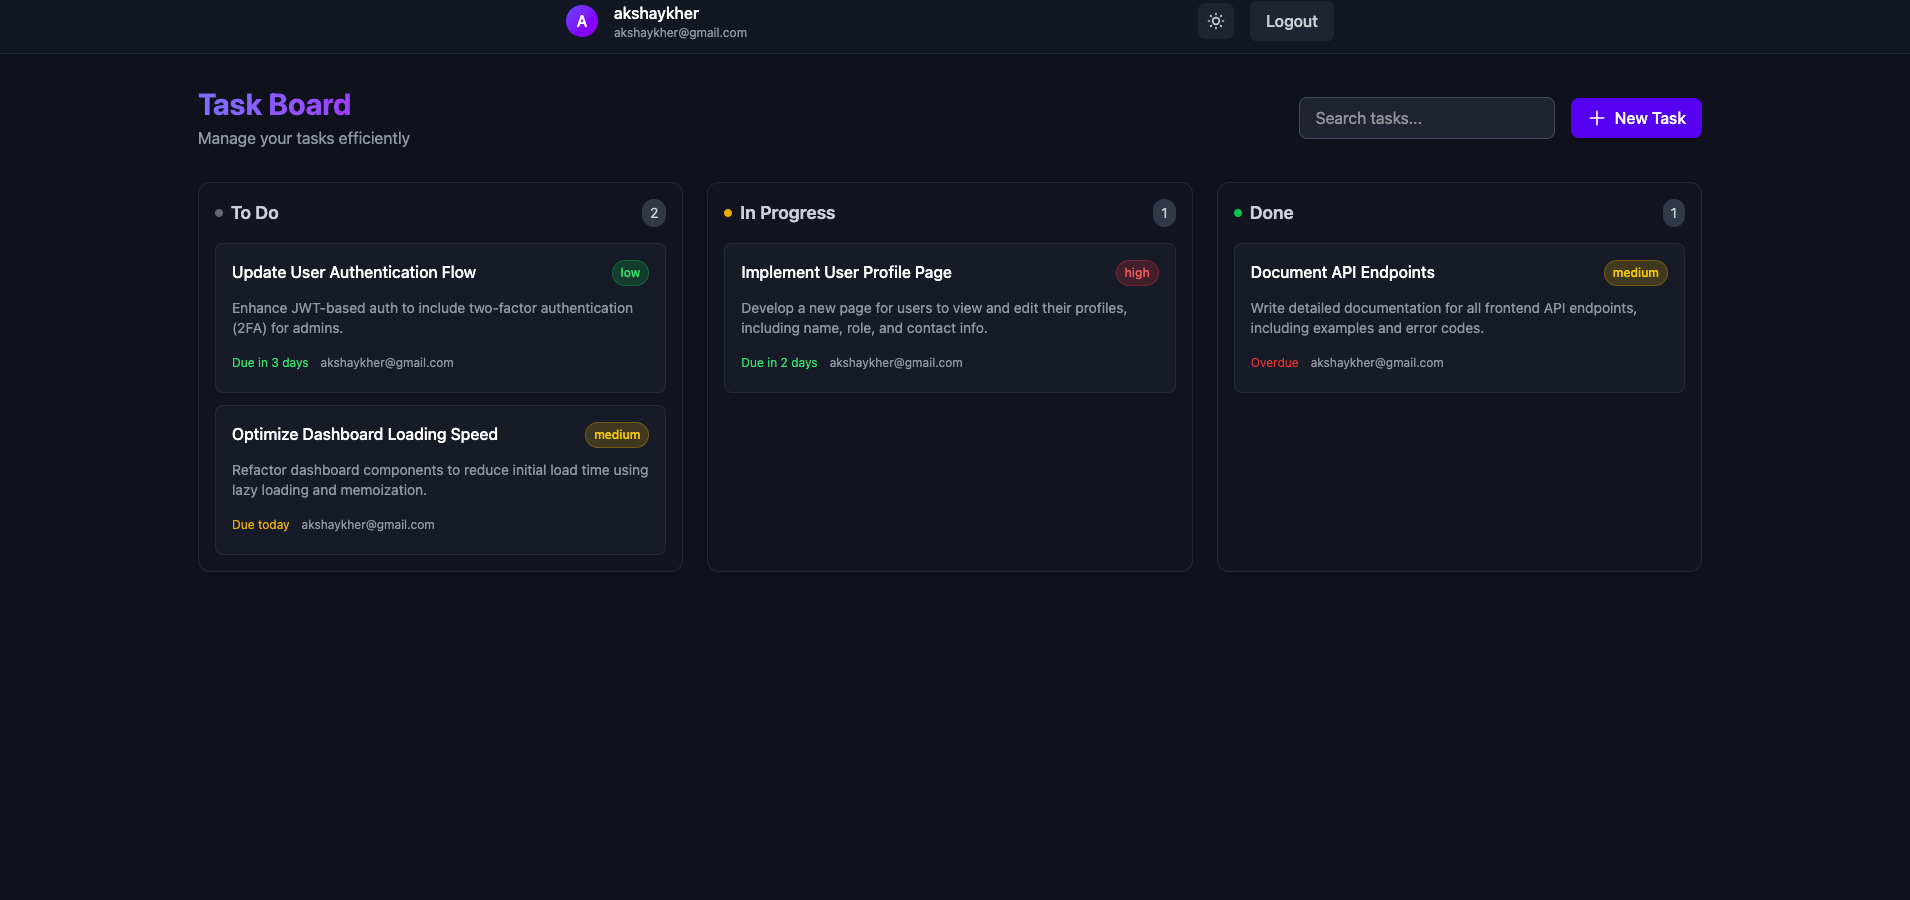 A
akshaykher
akshaykher@gmail.com
Logout
Task Board
Manage your tasks efficiently
Search tasks...
New Task
To Do
2
Update User Authentication Flow
low
Enhance JWT-based auth to include two-factor authentication
(2FA) for admins.
Due in 3 days akshaykher@gmail.com
Optimize Dashboard Loading Speed
medium
Refactor dashboard components to reduce initial load time using
lazy loading and memoization.
Due today akshaykher@gmail.com
In Progress
1
Implement User Profile Page
high
Develop a new page for users to view and edit their profiles,
including name, role, and contact info.
Due in 2 days akshaykher@gmail.com
Done
1
Document API Endpoints
medium
Write detailed documentation for all frontend API endpoints,
including examples and error codes.
Overdue akshaykher@gmail.com